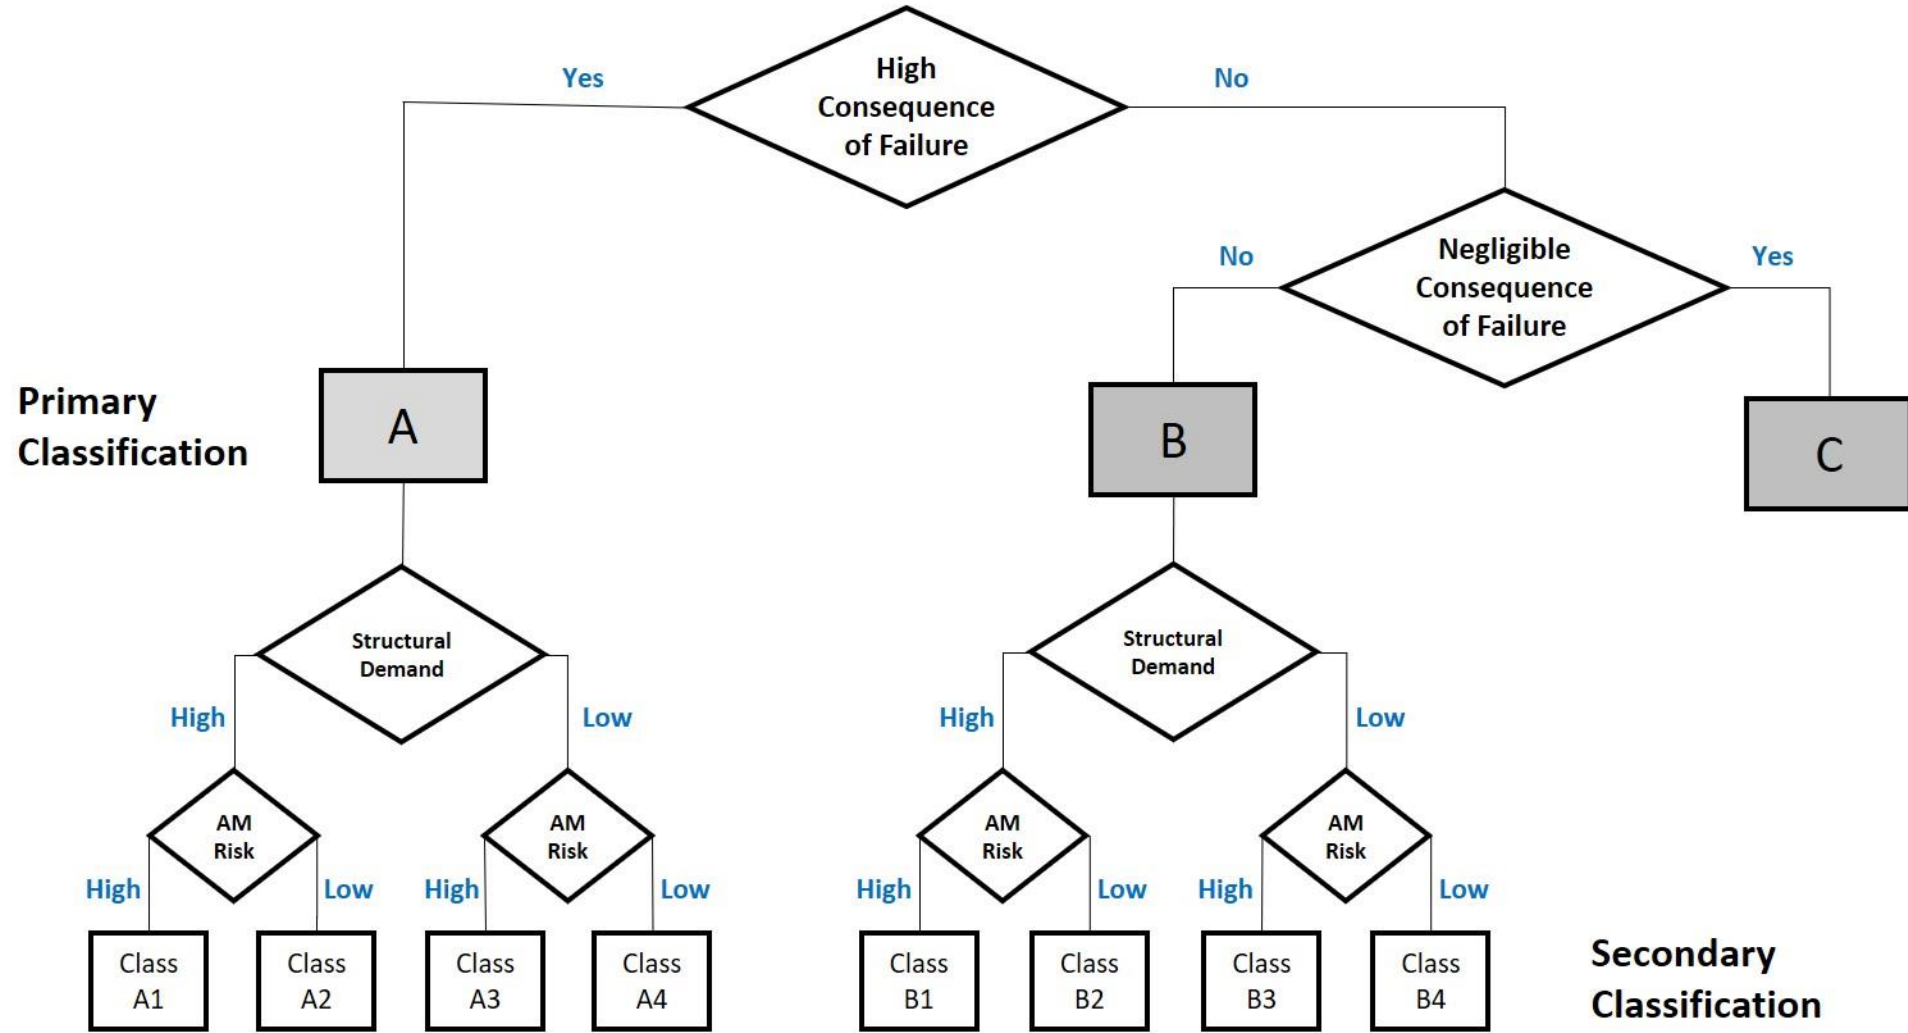 High
Consequence
of Failure
Yes
No
Negligible
Consequence
of Failure
No
Yes
Primary
Classification
A
B
C
Structural
Demand
High
Low
Structural
Demand
High
Low
AM
Risk
High
Low
AM
Risk
High
Low
AM
Risk
High
Low
AM
Risk
High
Low
Class
A1
Class
A2
Class
A3
Class
A4
Class
B1
Class
B2
Class
B3
Class
B4
Secondary
Classification